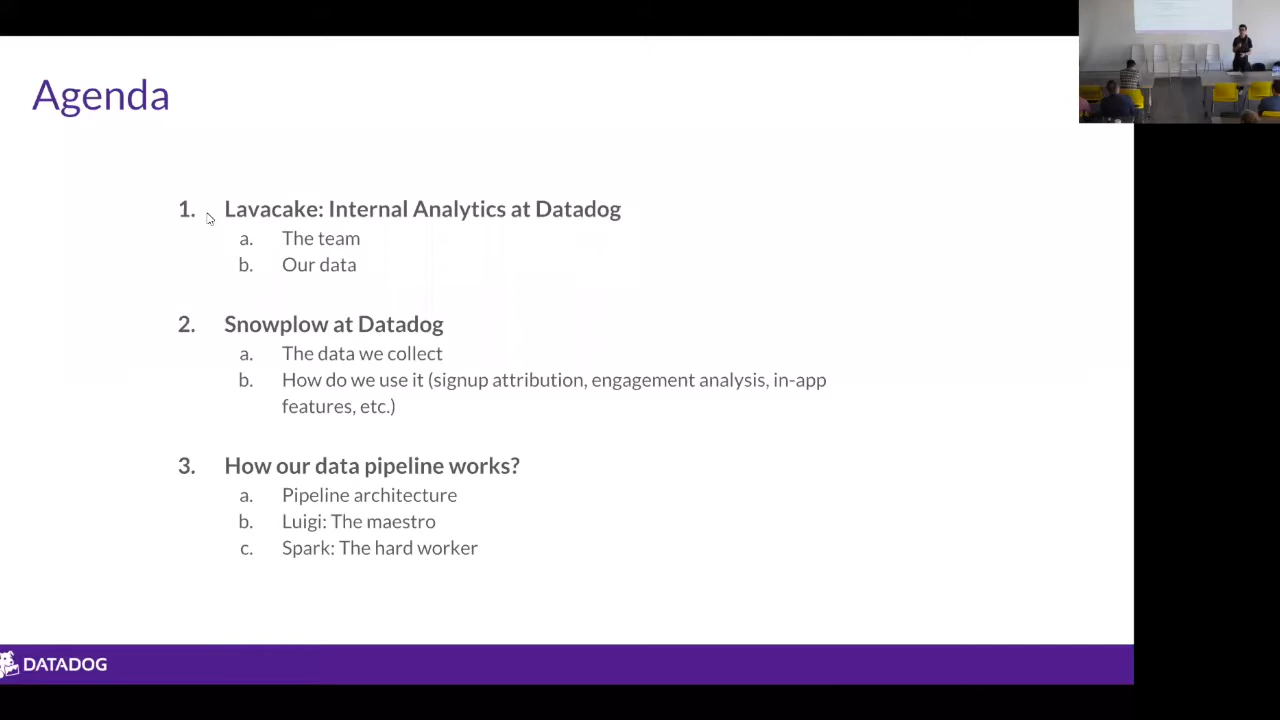 Agenda
1. Lavacake: Internal Analytics at Datadog
a. The team
b. Our data
2. Snowplow at Datadog
a. The data we collect
b. How do we use it (signup attribution, engagement analysis, in-app
features, etc.)
3. How our data pipeline works?
a. Pipeline architecture
b. Luigi: The maestro
c. Spark: The hard worker
DATADOG